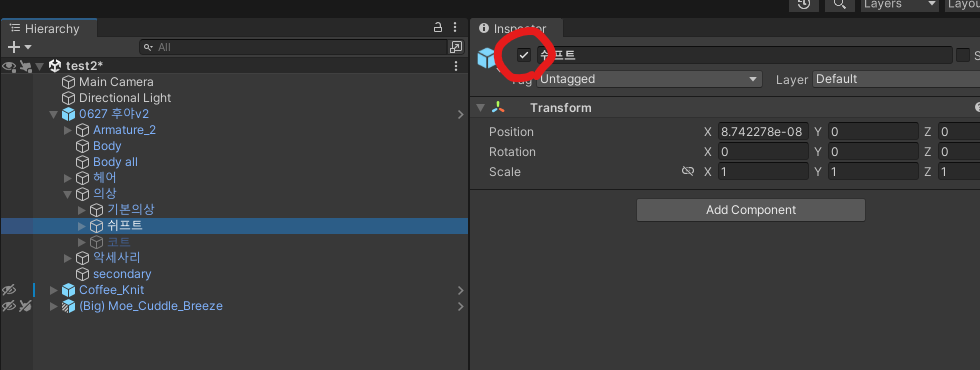 Layers
Layou
Hierarchy
Inspector
All
쉬프트
S
test2*
Tag Untagged
Layer Default
Main Camera
Directional Light
Transform
0627 후야v2
Armature_2
Position X 8.742278e-08 Y 0 Z 0
Body
Rotation X 0 Y 0 Z 0
Body all
Scale X 1 Y 1 Z 1
헤어
의상
기본의상
Add Component
쉬프트
코트
악세사리
secondary
Coffee_Knit
(Big) Moe_Cuddle_Breeze